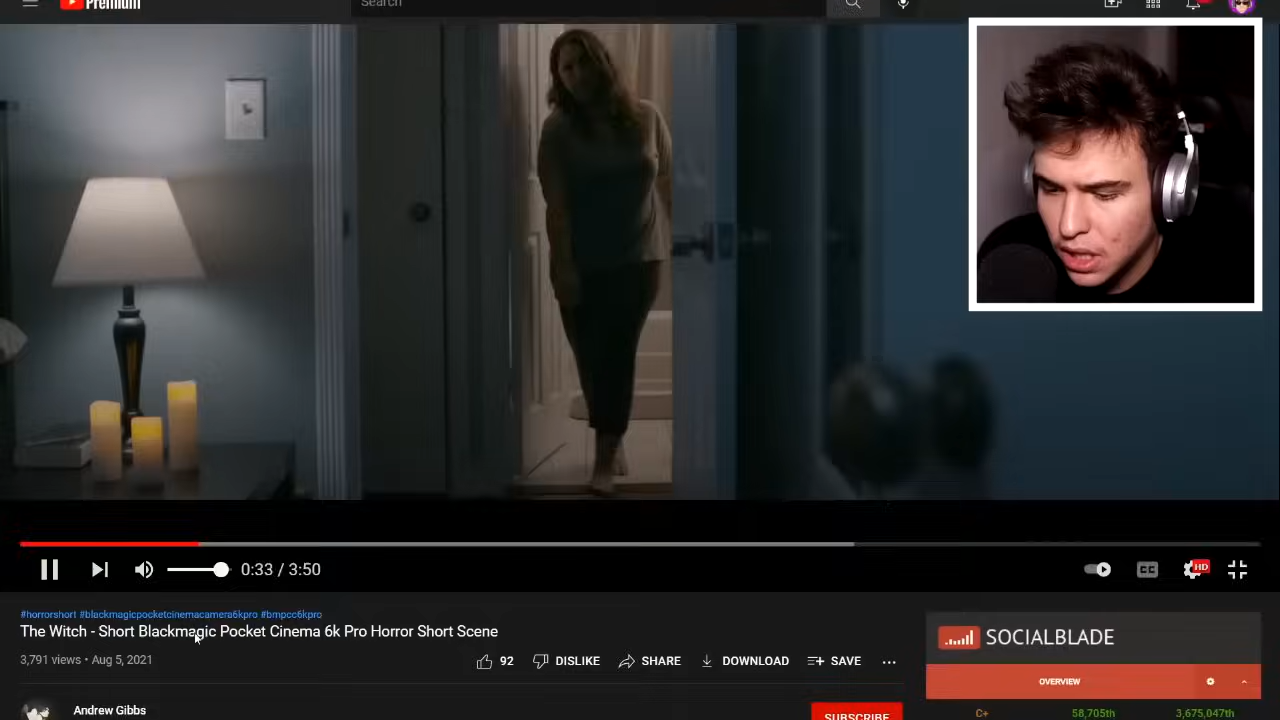 Premium
Search
0:33 / 3:50
CC
HD
#horrorshort #blackmagicpocketcinemacamera6kpro #bmpcc6kpro
The Witch - Short Blackmagic Pocket Cinema 6k Pro Horror Short Scene
3,791 views • Aug 5, 2021
92
DISLIKE
SHARE
DOWNLOAD
SAVE
Andrew Gibbs
SUBSCRIBE
SOCIALBLADE
OVERVIEW
C+
58,705th
3,675,047th